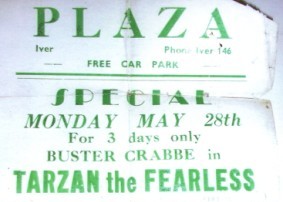 PLAZA
Iver Phone Iver 146
FREE CAR PARK
SPECIAL
MONDAY MAY 28th
For 3 days only
BUSTER CRABBE in
TARZAN the FEARLESS